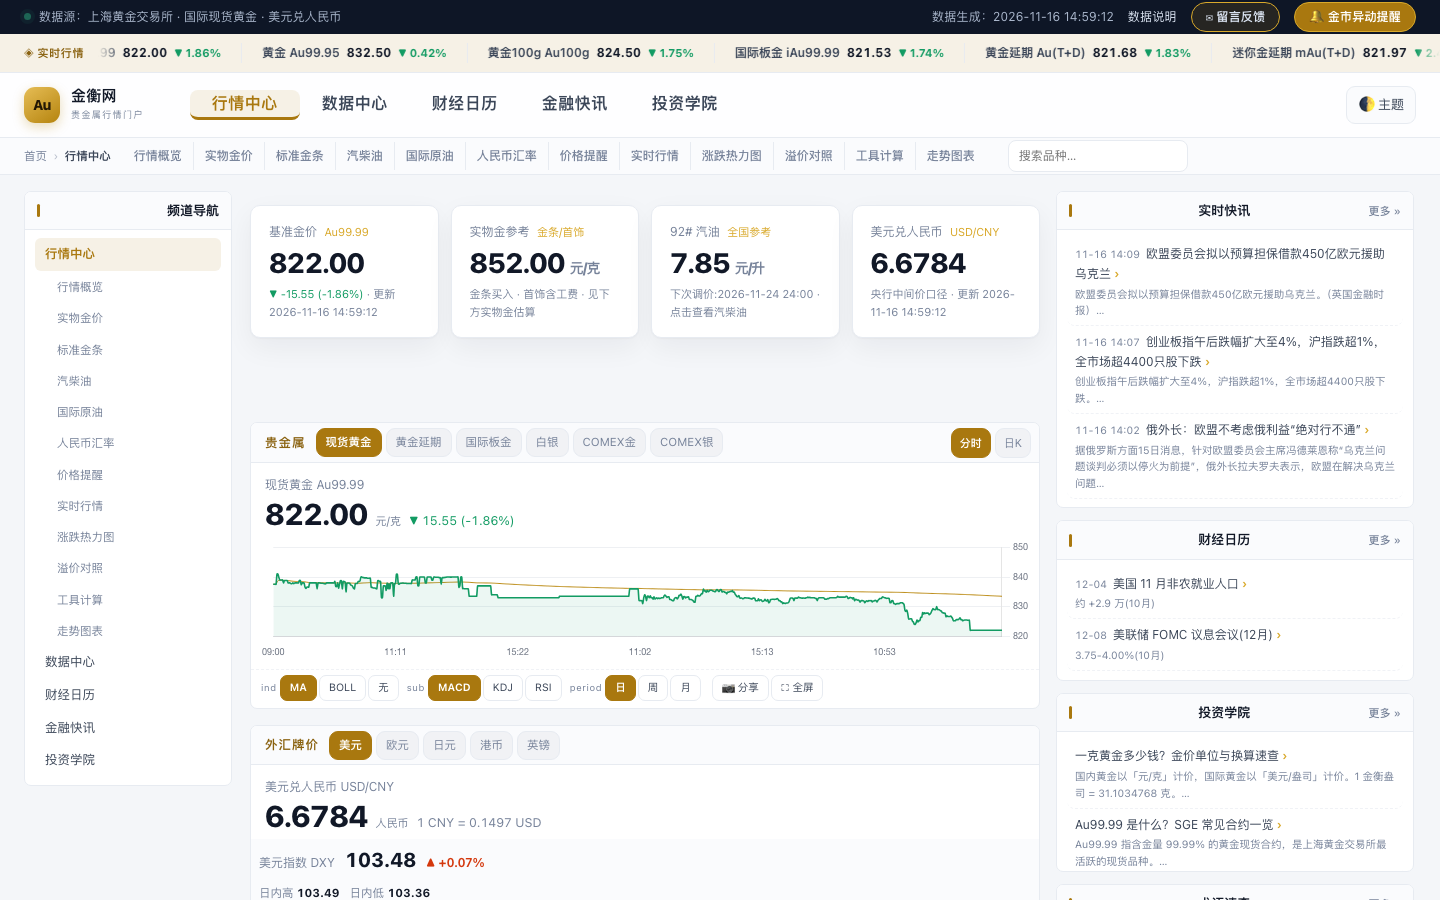 数据源：上海黄金交易所 · 国际现货黄金 · 美元兑人民币
数据生成：2026-11-16 14:59:12 数据说明 ✉ 留言反馈 🔔 金市异动提醒
◈ 实时行情 99 822.00 ▼1.86% 黄金 Au99.95 832.50 ▼0.42% 黄金100g Au100g 824.50 ▼1.75% 国际板金 iAu99.99 821.53 ▼1.74% 黄金延期 Au(T+D) 821.68 ▼1.83% 迷你金延期 mAu(T+D) 821.97 ▼2.
Au 金衡网
贵金属行情门户
行情中心 数据中心 财经日历 金融快讯 投资学院
🌓 主题
首页 › 行情中心 行情概览 实物金价 标准金条 汽柴油 国际原油 人民币汇率 价格提醒 实时行情 涨跌热力图 溢价对照 工具计算 走势图表 搜索品种...
频道导航
行情中心
行情概览
实物金价
标准金条
汽柴油
国际原油
人民币汇率
价格提醒
实时行情
涨跌热力图
溢价对照
工具计算
走势图表
数据中心
财经日历
金融快讯
投资学院
基准金价 Au99.99
822.00
▼ -15.55 (-1.86%) · 更新
2026-11-16 14:59:12
实物金参考 金条/首饰
852.00 元/克
金条买入 · 首饰含工费 · 见下
方实物金估算
92# 汽油 全国参考
7.85 元/升
下次调价:2026-11-24 24:00 ·
点击查看汽柴油
美元兑人民币 USD/CNY
6.6784
央行中间价口径 · 更新 2026-
11-16 14:59:12
贵金属 现货黄金 黄金延期 国际板金 白银 COMEX金 COMEX银 分时 日K
现货黄金 Au99.99
822.00 元/克 ▼ 15.55 (-1.86%)
850
840
830
820
09:00 11:11 15:22 11:02 15:13 10:53
ind MA BOLL 无 sub MACD KDJ RSI period 日 周 月 📷 分享 ⛶ 全屏
外汇牌价 美元 欧元 日元 港币 英镑
美元兑人民币 USD/CNY
6.6784 人民币 1 CNY = 0.1497 USD
美元指数 DXY 103.48 ▲ +0.07%
日内高 103.49 日内低 103.36
实时快讯 更多 »
11-16 14:09 欧盟委员会拟以预算担保借款450亿欧元援助
乌克兰 ›
欧盟委员会拟以预算担保借款450亿欧元援助乌克兰。（英国金融时
报）...
11-16 14:07 创业板指午后跌幅扩大至4%，沪指跌超1%，
全市场超4400只股下跌 ›
创业板指午后跌幅扩大至4%，沪指跌超1%，全市场超4400只股下
跌。...
11-16 14:02 俄外长：欧盟不考虑俄利益“绝对行不通” ›
据俄罗斯方面15日消息，针对欧盟委员会主席冯德莱恩称“乌克兰问
题谈判必须以停火为前提”，俄外长拉夫罗夫表示，欧盟在解决乌克兰
问题...
财经日历 更多 »
12-04 美国 11 月非农就业人口 ›
约 +2.9 万(10月)
12-08 美联储 FOMC 议息会议(12月) ›
3.75-4.00%(10月)
投资学院 更多 »
一克黄金多少钱？金价单位与换算速查 ›
国内黄金以「元/克」计价，国际黄金以「美元/盎司」计价。1 金衡盎
司 = 31.1034768 克。...
Au99.99 是什么？SGE 常见合约一览 ›
Au99.99 指含金量 99.99% 的黄金现货合约，是上海黄金交易所最
活跃的现货品种。...